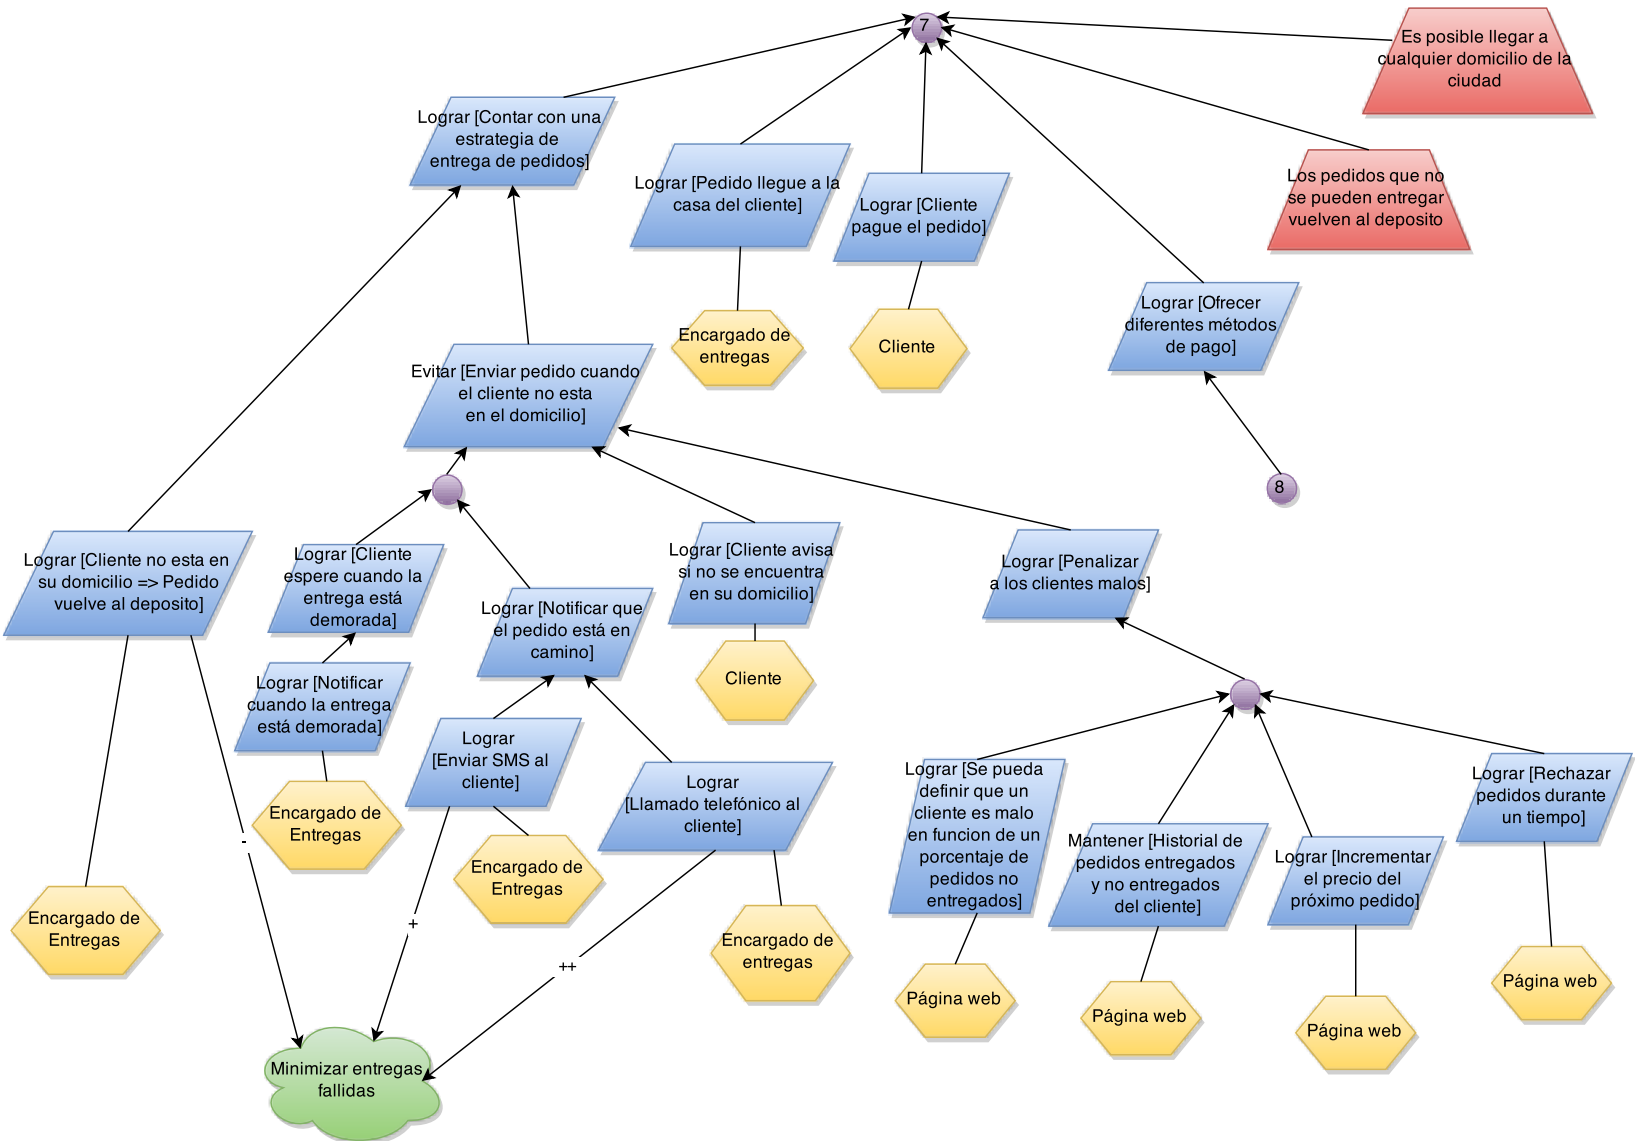 7
Es posible llegar a
cualquier domicilio de la
ciudad
Lograr [Contar con una
estrategia de
entrega de pedidos]
Lograr [Pedido llegue a la
casa del cliente]
Lograr [Cliente
pague el pedido]
Los pedidos que no
se pueden entregar
vuelven al deposito
Lograr [Ofrecer
diferentes métodos
de pago]
Encargado de
entregas
Cliente
Evitar [Enviar pedido cuando
el cliente no esta
en el domicilio]
8
Lograr [Cliente no esta en
su domicilio => Pedido
vuelve al deposito]
Lograr [Cliente
espere cuando la
entrega está
demorada]
Lograr [Notificar que
el pedido está en
camino]
Lograr [Cliente avisa
si no se encuentra
en su domicilio]
Lograr [Penalizar
a los clientes malos]
Cliente
Lograr [Notificar
cuando la entrega
está demorada]
Lograr
[Enviar SMS al
cliente]
Lograr
[Llamado telefónico al
cliente]
Lograr [Se pueda
definir que un
cliente es malo
en funcion de un
porcentaje de
pedidos no
entregados]
Mantener [Historial de
pedidos entregados
y no entregados
del cliente]
Lograr [Incrementar
el precio del
próximo pedido]
Lograr [Rechazar
pedidos durante
un tiempo]
Encargado de
Entregas
-
Encargado de
Entregas
Encargado de
Entregas
+
Encargado de
entregas
++
Página web
Página web
Página web
Página web
Minimizar entregas
fallidas